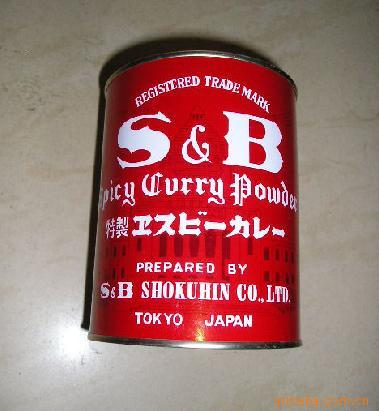 REGISTERED TRADE MARK
S&B
Spicy Curry Powder
特製ヱスビーカレー
PREPARED BY
S&B SHOKUHIN CO., LTD.
TOKYO JAPAN